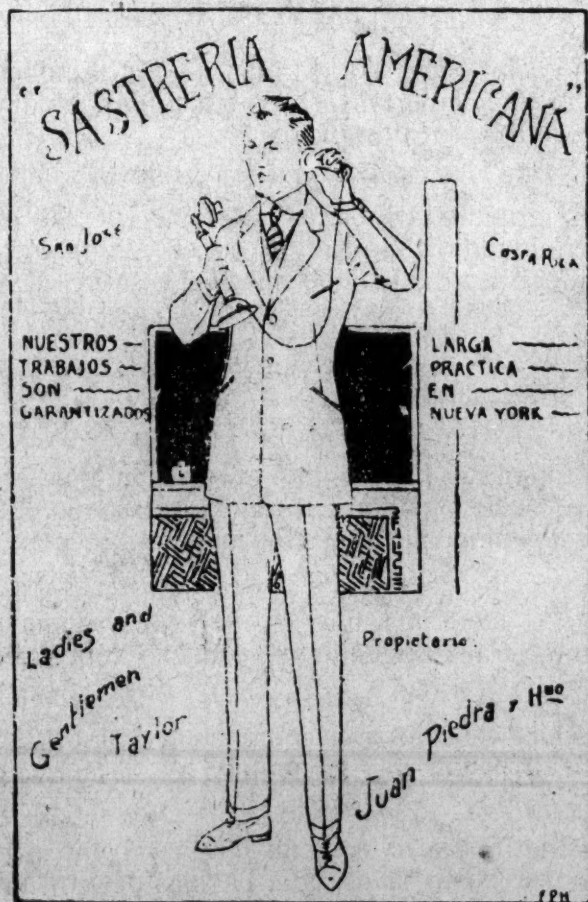 "SASTRERIA AMERICANA"
San José
Costa Rica
NUESTROS
TRABAJOS
SON
GARANTIZADOS
LARGA
PRACTICA
EN
NUEVA YORK
Ladies and
Gentlemen
Taylor
Propietario.
Juan Piedra y Hno